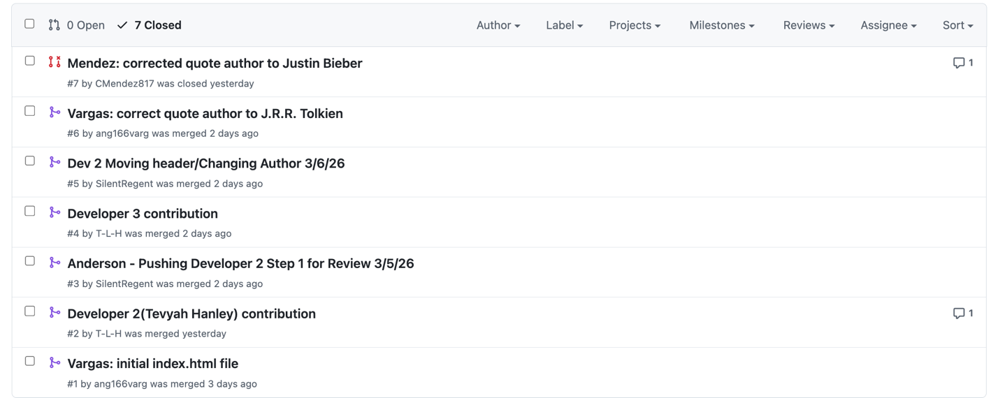 0 Open 7 Closed Author Label Projects Milestones Reviews Assignee Sort
Mendez: corrected quote author to Justin Bieber 1
#7 by CMendez817 was closed yesterday
Vargas: correct quote author to J.R.R. Tolkien
#6 by ang166varg was merged 2 days ago
Dev 2 Moving header/Changing Author 3/6/26
#5 by SilentRegent was merged 2 days ago
Developer 3 contribution
#4 by T-L-H was merged 2 days ago
Anderson - Pushing Developer 2 Step 1 for Review 3/5/26
#3 by SilentRegent was merged 2 days ago
Developer 2(Tevyah Hanley) contribution 1
#2 by T-L-H was merged yesterday
Vargas: initial index.html file
#1 by ang166varg was merged 3 days ago